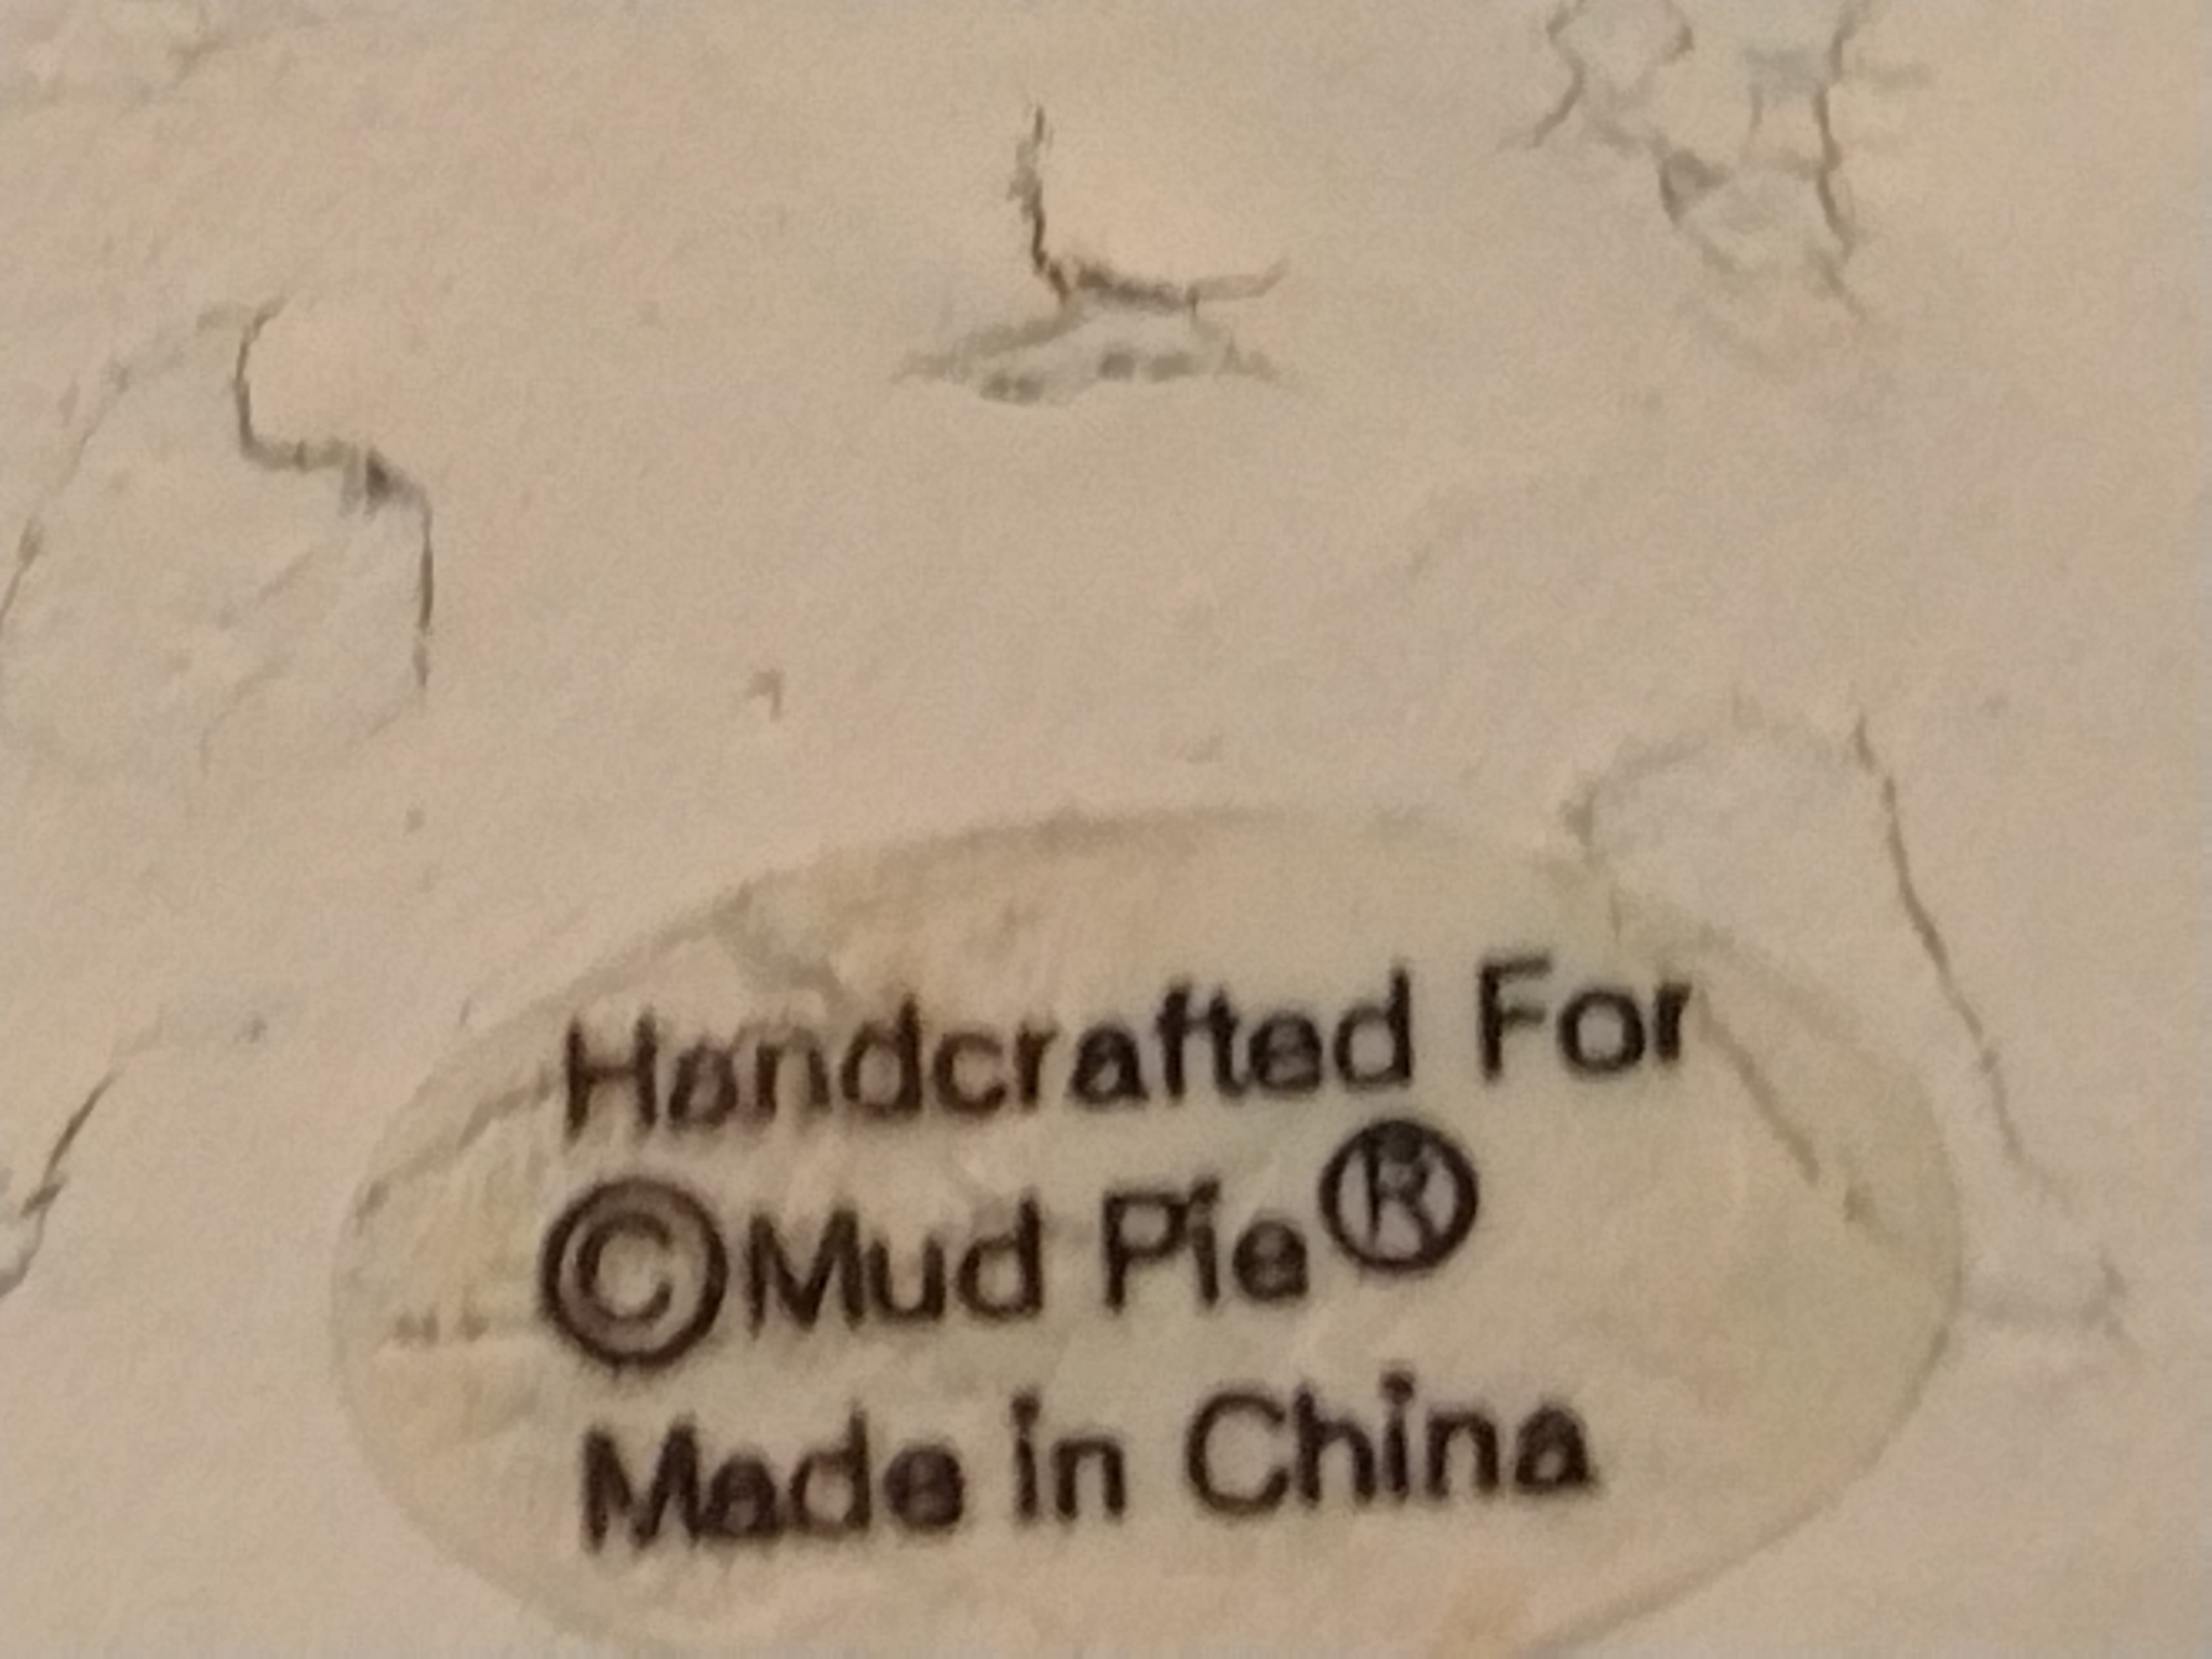 Handcrafted For
©Mud Pie®
Made in China